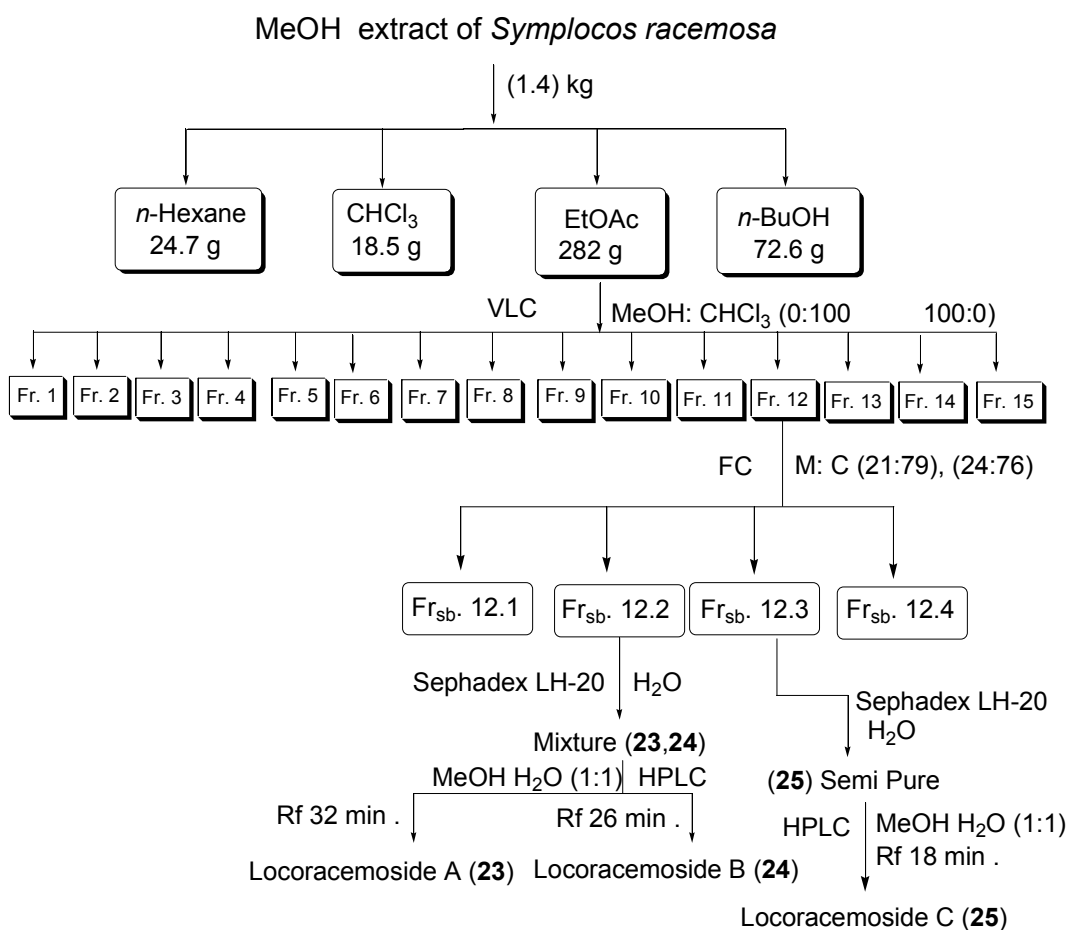 MeOH extract of Symplocos racemosa
(1.4) kg
n-Hexane
24.7 g
CHCl3
18.5 g
EtOAc
282 g
n-BuOH
72.6 g
VLC
MeOH: CHCl3 (0:100 100:0)
Fr. 1
Fr. 2
Fr. 3
Fr. 4
Fr. 5
Fr. 6
Fr. 7
Fr. 8
Fr. 9
Fr. 10
Fr. 11
Fr. 12
Fr. 13
Fr. 14
Fr. 15
FC
M: C (21:79), (24:76)
Frsb. 12.1
Frsb. 12.2
Frsb. 12.3
Frsb. 12.4
Sephadex LH-20
H2O
Mixture (23,24)
MeOH H2O (1:1)
HPLC
Rf 32 min .
Rf 26 min .
Locoracemoside A (23)
Locoracemoside B (24)
Sephadex LH-20
H2O
(25) Semi Pure
HPLC
MeOH H2O (1:1)
Rf 18 min .
Locoracemoside C (25)